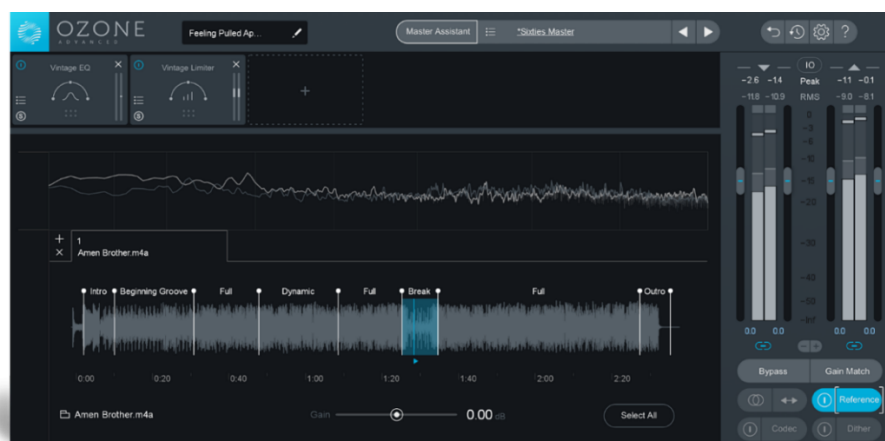 OZONE
ADVANCED
Feeling Pulled Ap...
Master Assistant
"Sixties Master
?
Vintage EQ
Vintage Limiter
S
S
+
IO
-2.6 -1.4 Peak -1.1 -0.1
-11.8 -10.9 RMS -9.0 -8.1
0
-3
-6
-10
-15
-20
-30
-40
-50
-Inf
0.0 0.0 0.0 0.0
Bypass
Gain Match
Reference
Codec
Dither
+ 1
× Amen Brother.m4a
Intro Beginning Groove Full Dynamic Full Break Full Outro
0:00 0:20 0:40 1:00 1:20 1:40 2:00 2:20
Amen Brother.m4a
Gain 0.00 dB
Select All